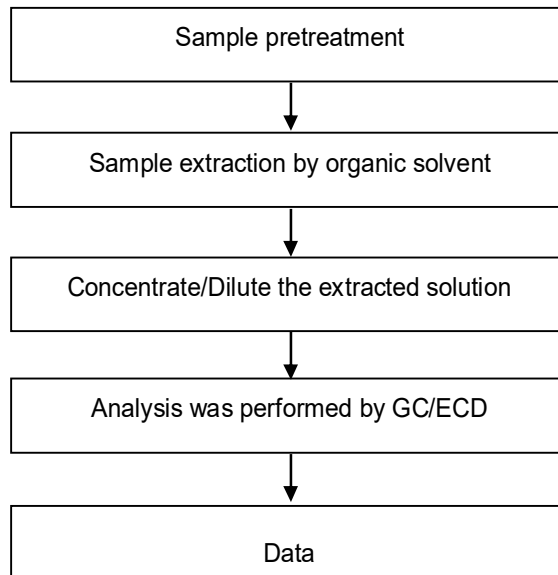 Sample pretreatment
Sample extraction by organic solvent
Concentrate/Dilute the extracted solution
Analysis was performed by GC/ECD
Data